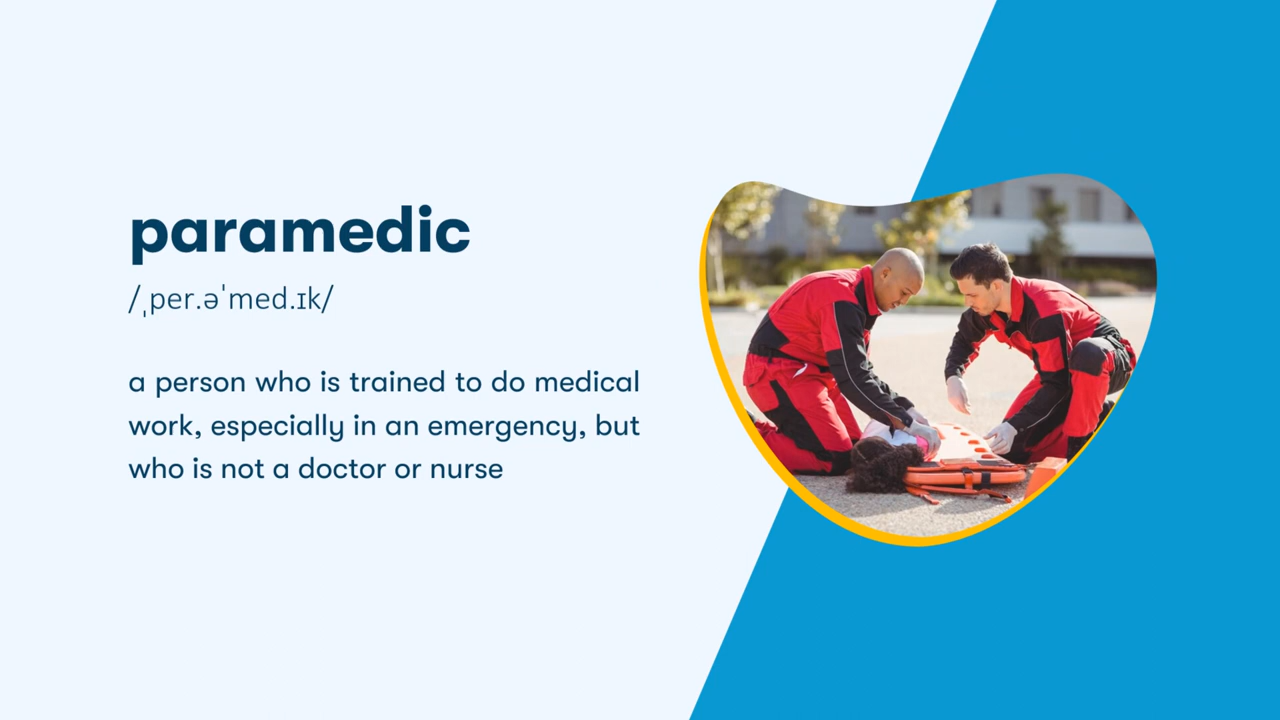 paramedic
/ˌper.əˈmed.ɪk/
a person who is trained to do medical
work, especially in an emergency, but
who is not a doctor or nurse